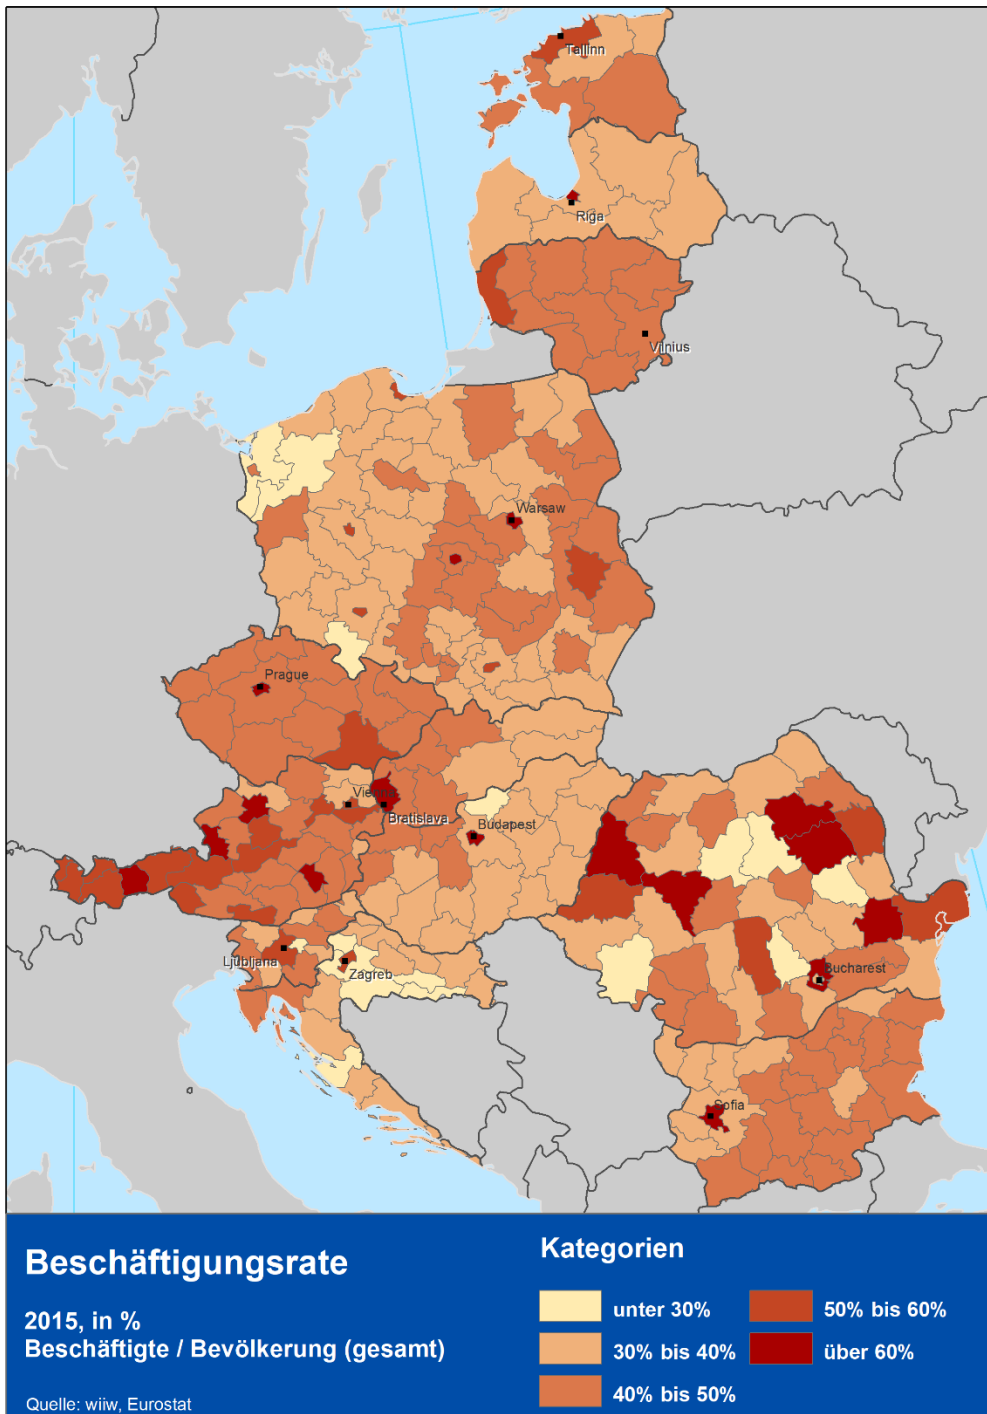 Tallinn
Riga
Vilnius
Warsaw
Prague
Vienna
Bratislava
Budapest
Ljubljana
Zagreb
Bucharest
Sofia
Beschäftigungsrate
2015, in %
Beschäftigte / Bevölkerung (gesamt)
Quelle: wiiw, Eurostat
Kategorien
unter 30%
30% bis 40%
40% bis 50%
50% bis 60%
über 60%